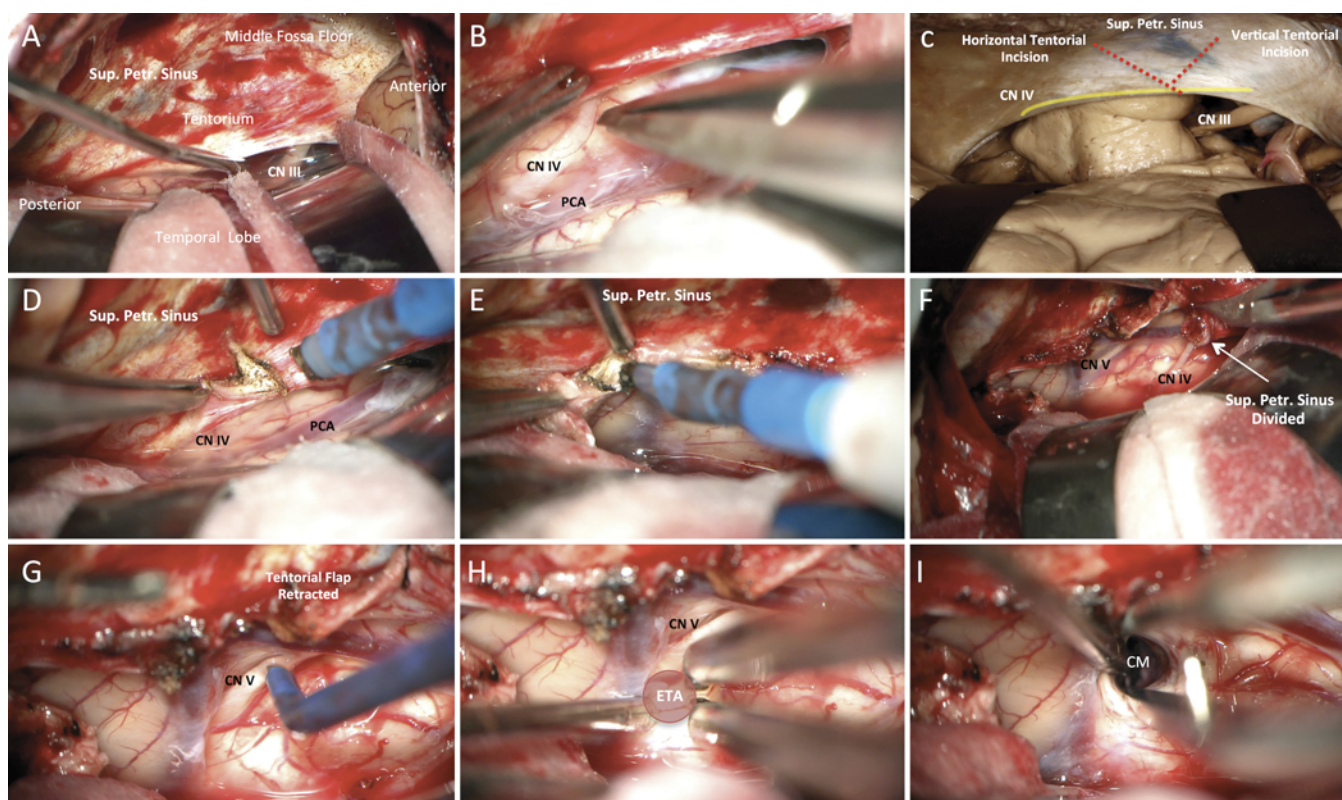 A
Middle Fossa Floor
Sup. Petr. Sinus
Anterior
Tentorium
CN III
Posterior
Temporal Lobe
B
CN IV
PCA
C
Sup. Petr. Sinus
Horizontal Tentorial
Incision
Vertical Tentorial
Incision
CN IV
CN III
D
Sup. Petr. Sinus
CN IV
PCA
E
Sup. Petr. Sinus
F
CN V
CN IV
Sup. Petr. Sinus
Divided
G
Tentorial Flap
Retracted
CN V
H
CN V
ETA
I
CM